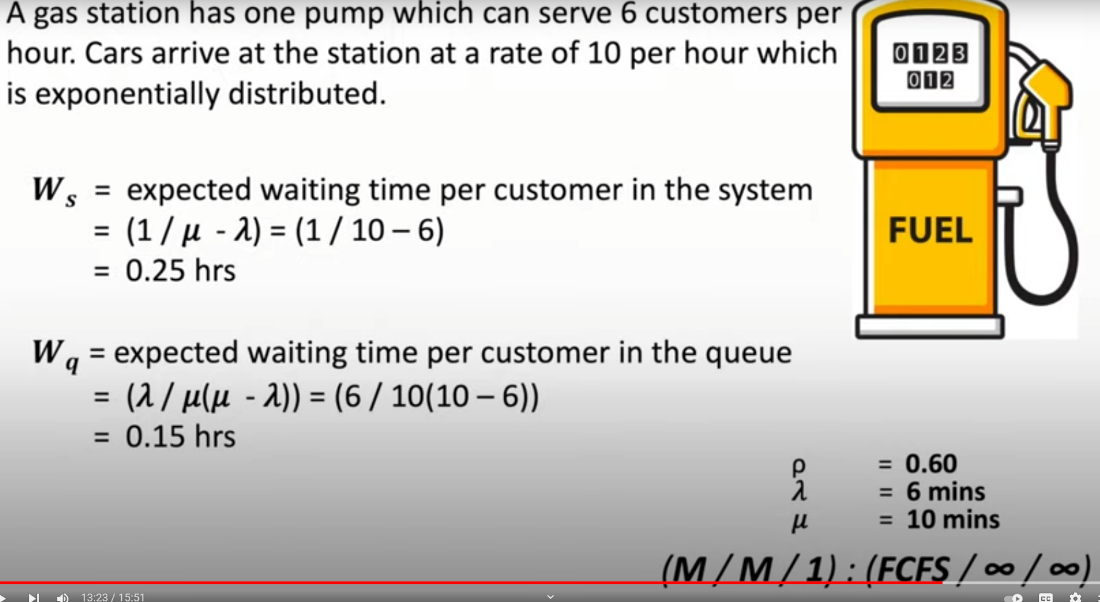 A gas station has one pump which can serve 6 customers per
hour. Cars arrive at the station at a rate of 10 per hour which
is exponentially distributed.
0123
012
FUEL
Wₛ = expected waiting time per customer in the system
= (1 / μ - λ) = (1 / 10 – 6)
= 0.25 hrs
W_q = expected waiting time per customer in the queue
= (λ / μ(μ - λ)) = (6 / 10(10 – 6))
= 0.15 hrs
ρ = 0.60
λ = 6 mins
μ = 10 mins
(M / M / 1) : (FCFS / ∞ / ∞)
13:23 / 15:51
CC